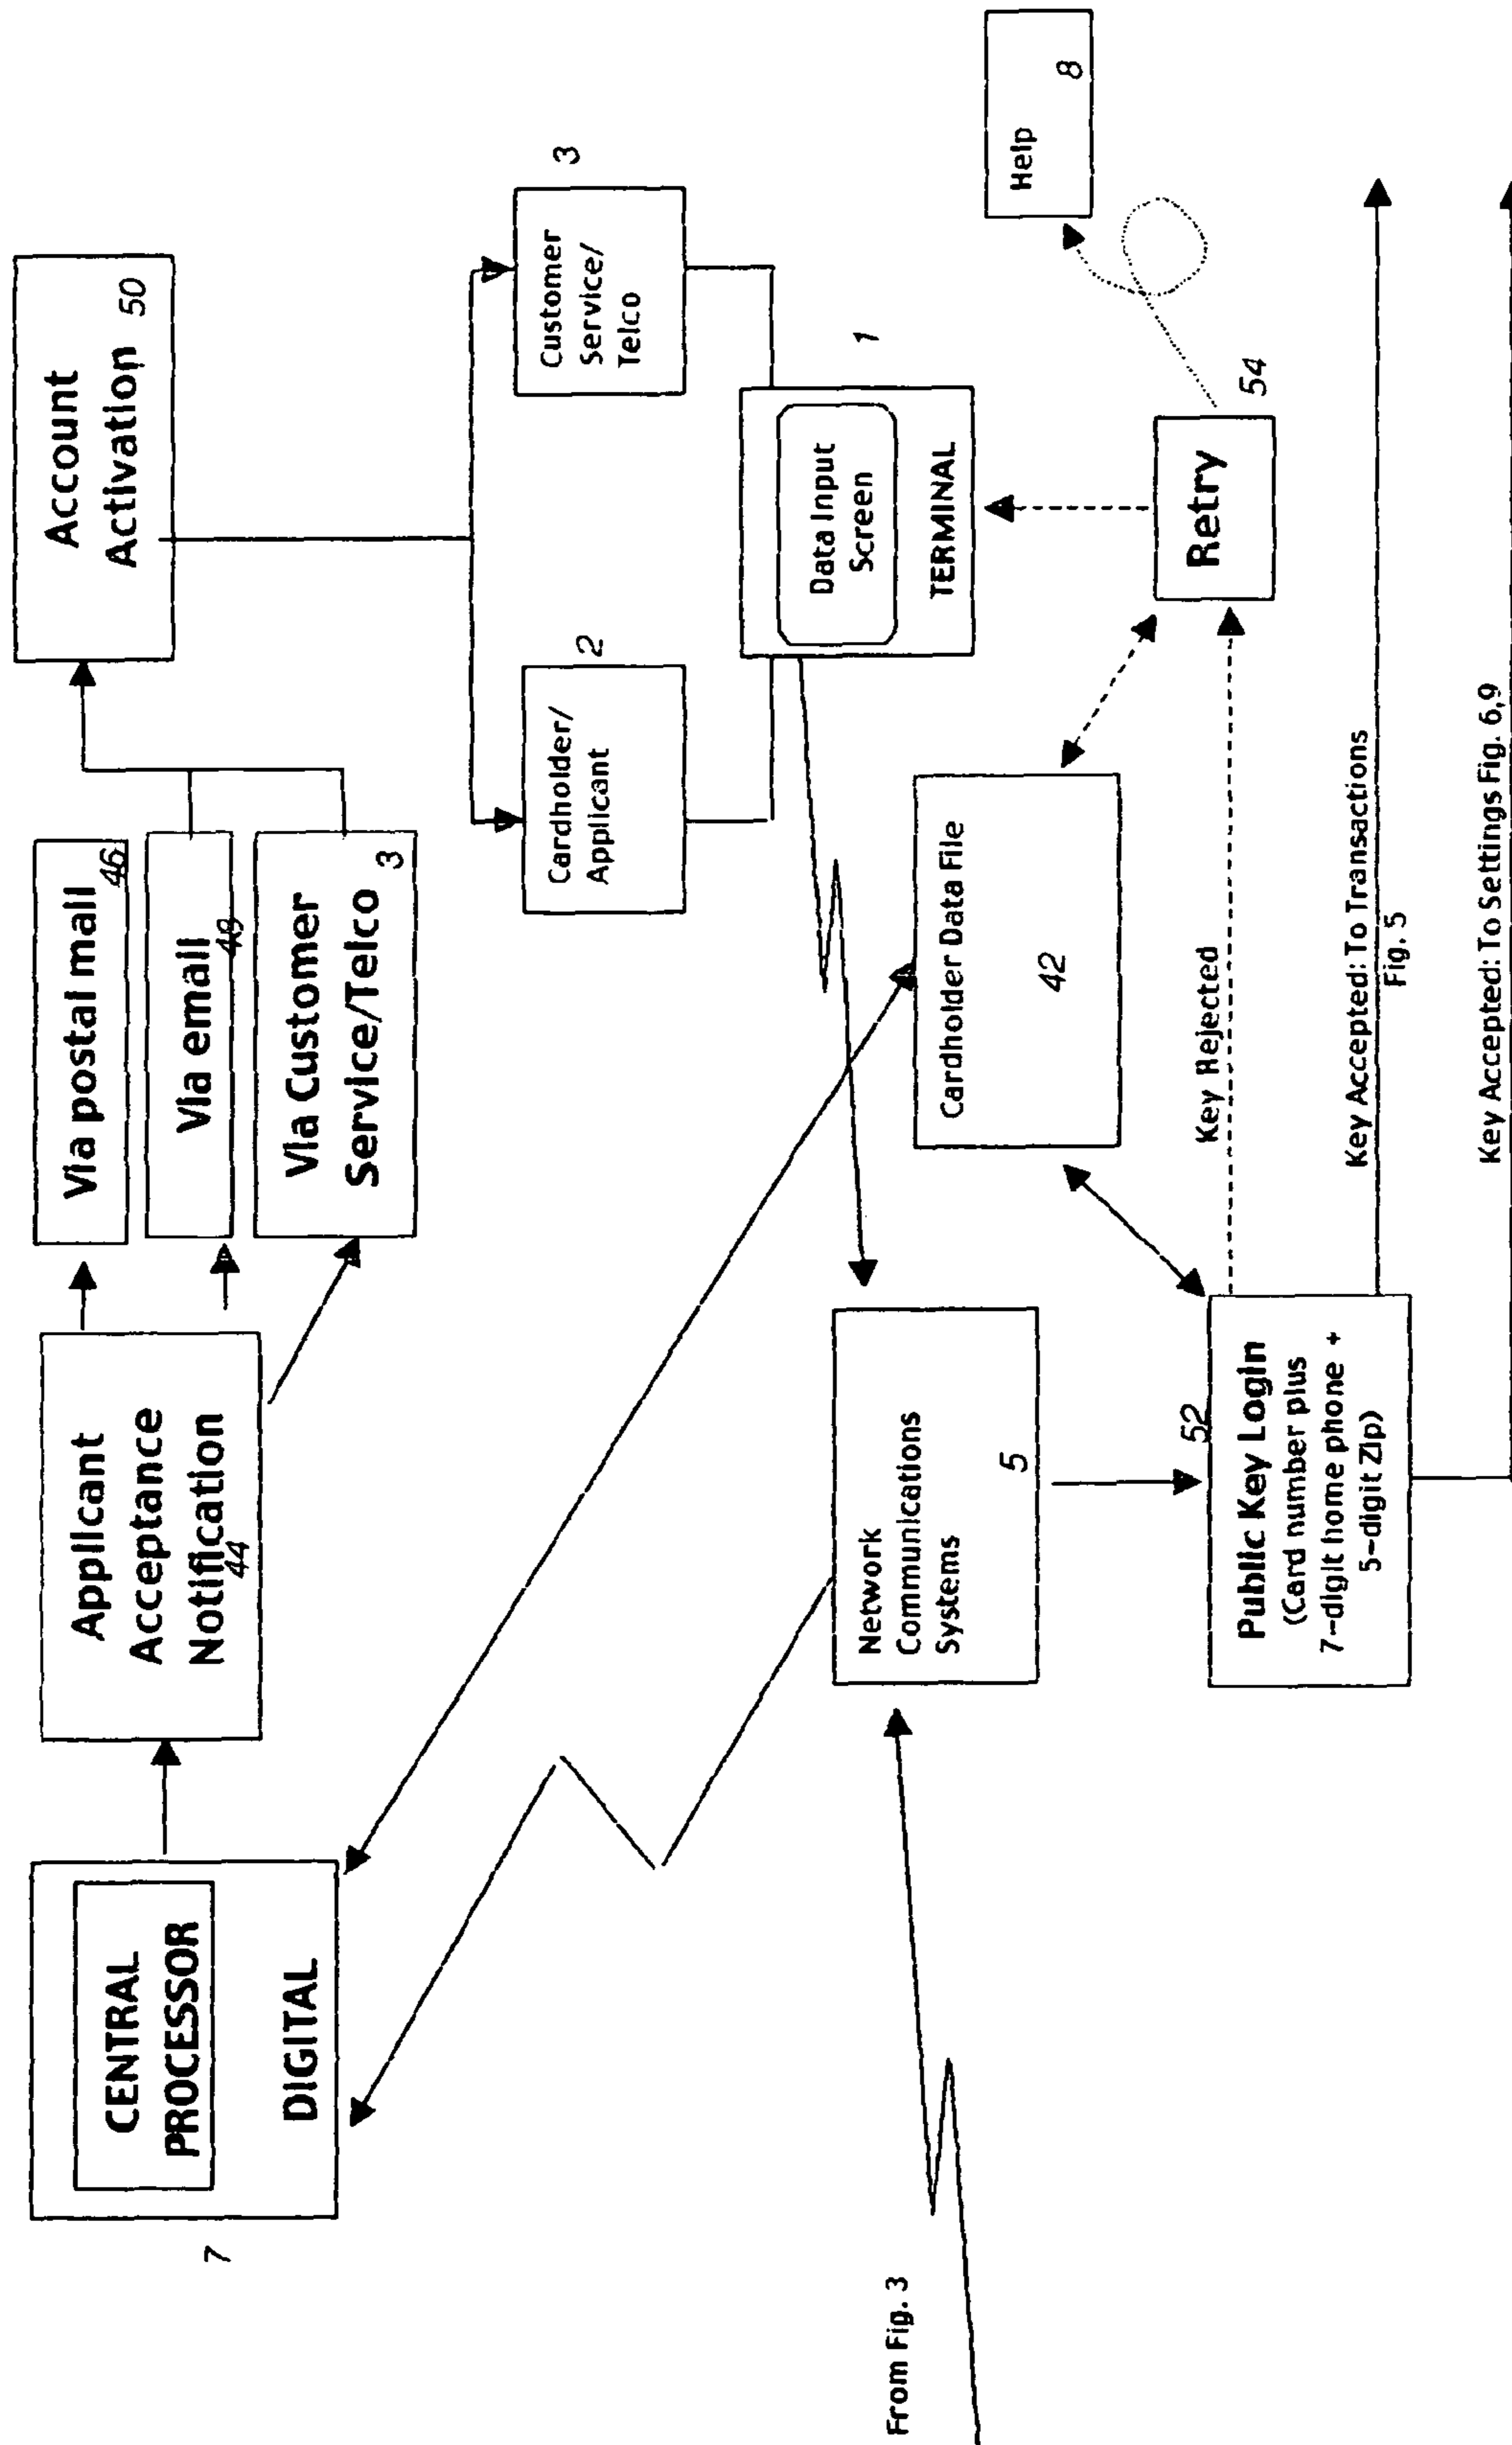 CENTRAL
PROCESSOR
DIGITAL
7
Applicant
Acceptance
Notification
44
Via postal mail
46
Via email
Via Customer
Service/Telco
3
Account
Activation 50
Cardholder/
Applicant
2
Customer
Service/
Telco
3
Data Input
Screen
TERMINAL
1
From Fig. 3
Network
Communications
Systems
5
Cardholder Data File
42
Help
8
Retry
54
52
Public Key Login
(Card number plus
7-digit home phone +
5-digit Zip)
Key Rejected
Key Accepted: To Transactions
Fig. 5
Key Accepted: To Settings Fig. 6,9